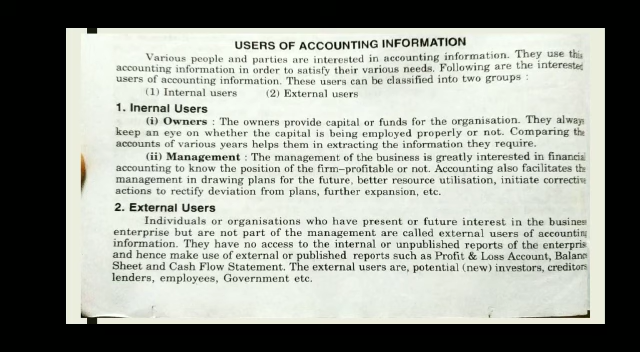 USERS OF ACCOUNTING INFORMATION
Various people and parties are interested in accounting information. They use this
accounting information in order to satisfy their various needs. Following are the interested
users of accounting information. These users can be classified into two groups :
(1) Internal users (2) External users
1. Inernal Users
(i) Owners : The owners provide capital or funds for the organisation. They alway
keep an eye on whether the capital is being employed properly or not. Comparing the
accounts of various years helps them in extracting the information they require.
(ii) Management : The management of the business is greatly interested in financia
accounting to know the position of the firm–profitable or not. Accounting also facilitates the
management in drawing plans for the future, better resource utilisation, initiate corrective
actions to rectify deviation from plans, further expansion, etc.
2. External Users
Individuals or organisations who have present or future interest in the busines
enterprise but are not part of the management are called external users of accounting
information. They have no access to the internal or unpublished reports of the enterpris
and hence make use of external or published reports such as Profit & Loss Account, Balanc
Sheet and Cash Flow Statement. The external users are, potential (new) investors, creditors
lenders, employees, Government etc.